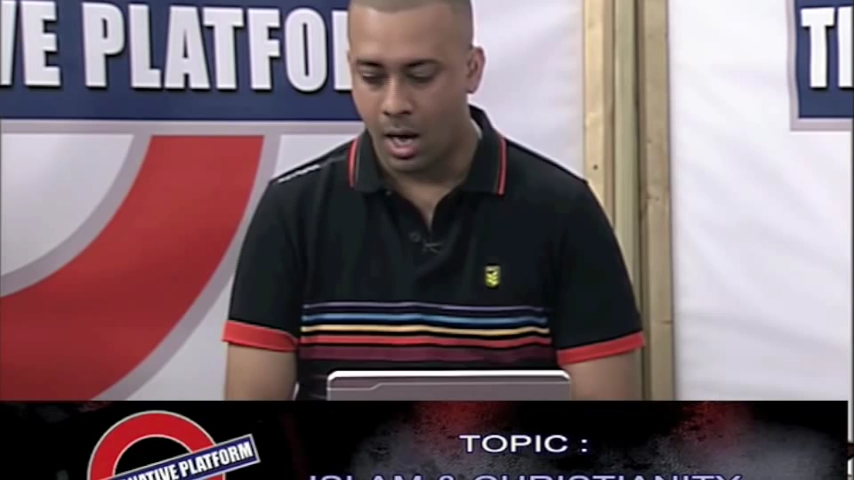 VE PLATFO
TI
TOPIC :
NATIVE PLATFORM
ISLAM & CHRISTIANITY